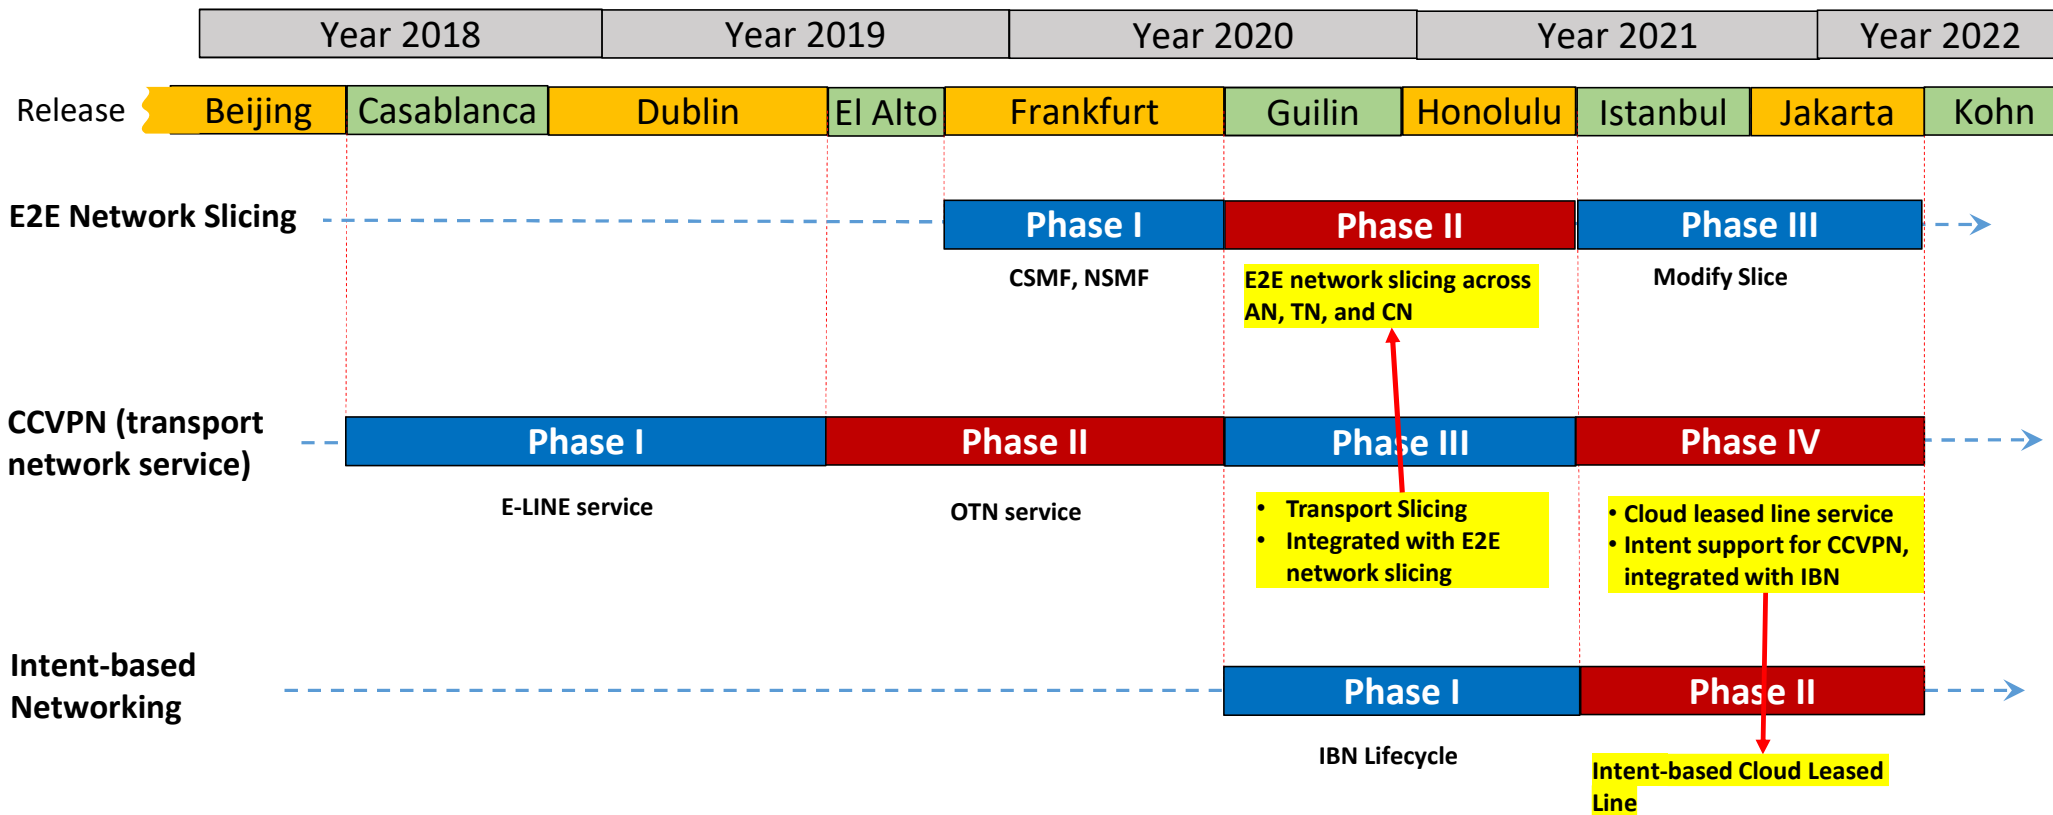 Year 2018
Year 2019
Year 2020
Year 2021
Year 2022
Release
Beijing
Casablanca
Dublin
El Alto
Frankfurt
Guilin
Honolulu
Istanbul
Jakarta
Kohn
E2E Network Slicing
Phase I
Phase II
Phase III
CSMF, NSMF
E2E network slicing across
AN, TN, and CN
Modify Slice
CCVPN (transport
network service)
Phase I
Phase II
Phase III
Phase IV
E-LINE service
OTN service
• Transport Slicing
• Integrated with E2E
network slicing
• Cloud leased line service
• Intent support for CCVPN,
integrated with IBN
Intent-based
Networking
Phase I
Phase II
IBN Lifecycle
Intent-based Cloud Leased
Line